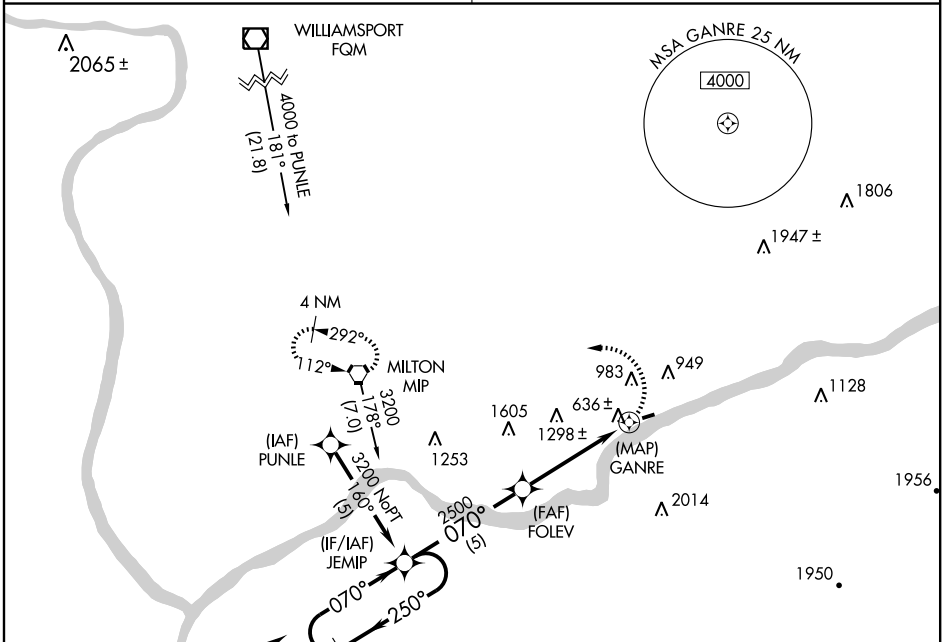 WILLIAMSPORT
FQM
2065 ±
4000 to PUNLE
181°
(21.8)
MSA GANRE 25 NM
4000
1806
1947 ±
4 NM
292°
112°
MILTON
MIP
3200
178°
(7.0)
983
949
1128
636 ±
1605
1298 ±
1253
(MAP)
GANRE
(IAF)
PUNLE
3200 NoPT
160°
(5)
1956
2014
2500
070°
(5)
(FAF)
FOLEV
(IF/IAF)
JEMIP
1950
070°
250°